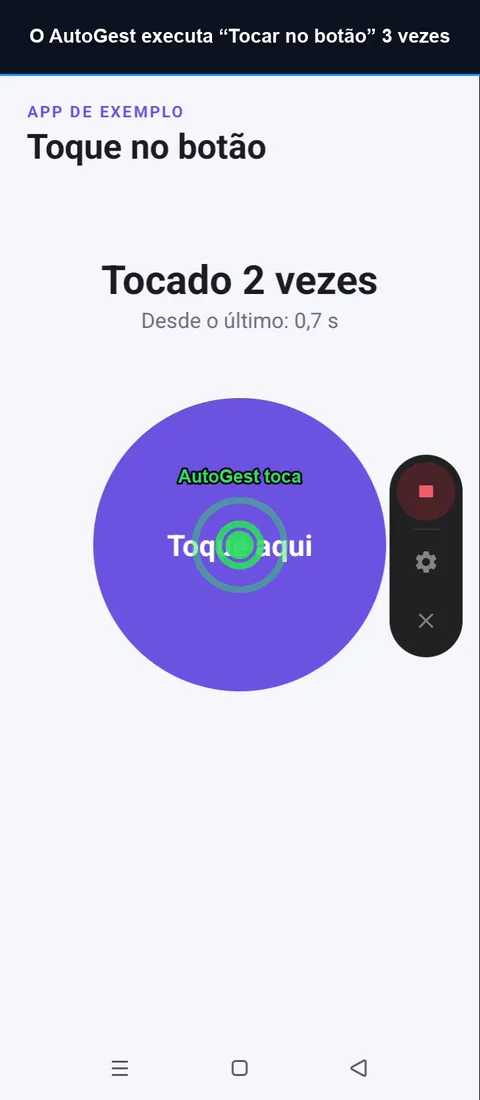 O AutoGest executa “Tocar no botão” 3 vezes
APP DE EXEMPLO
Toque no botão
Tocado 2 vezes
Desde o último: 0,7 s
AutoGest toca
Toque aqui